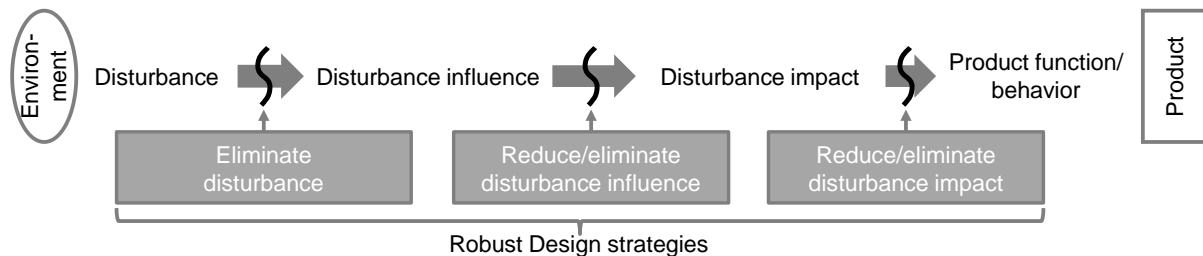 Environ-
ment
Disturbance
Disturbance influence
Disturbance impact
Product function/
behavior
Product
Eliminate
disturbance
Reduce/eliminate
disturbance influence
Reduce/eliminate
disturbance impact
Robust Design strategies